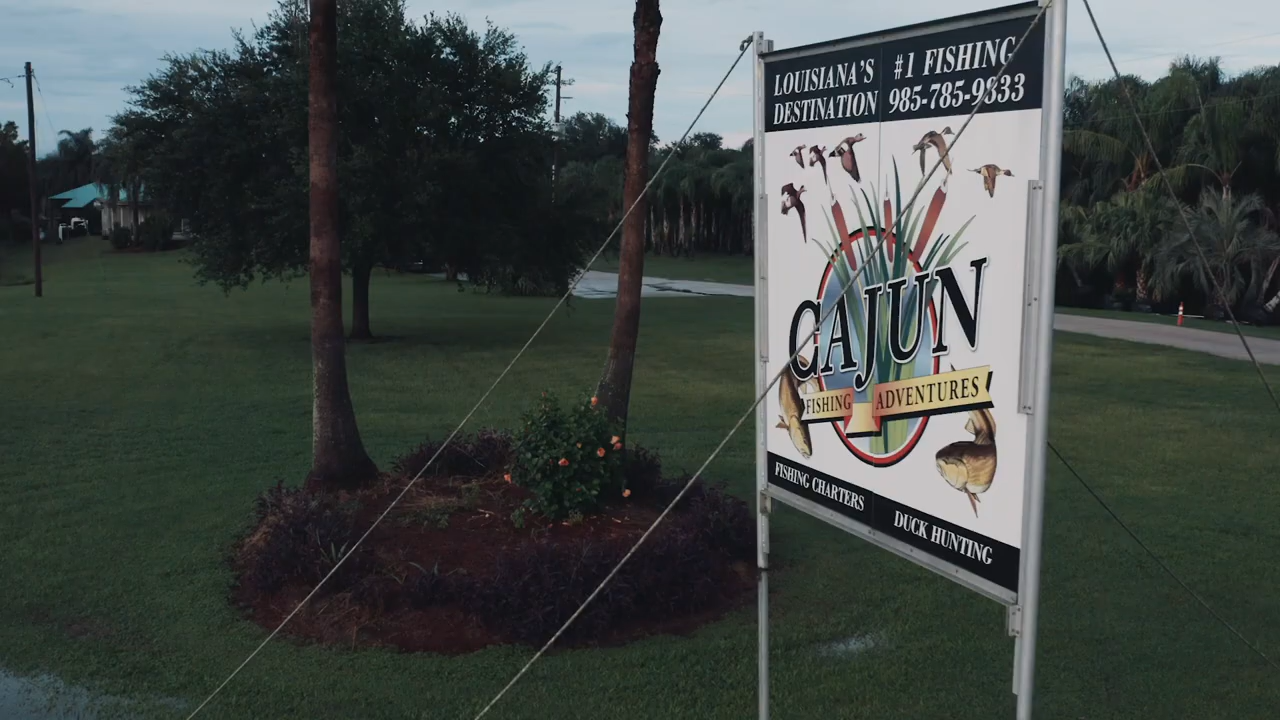 LOUISIANA'S #1 FISHING
DESTINATION 985-785-9833
CAJUN
FISHING ADVENTURES
FISHING CHARTERS
DUCK HUNTING